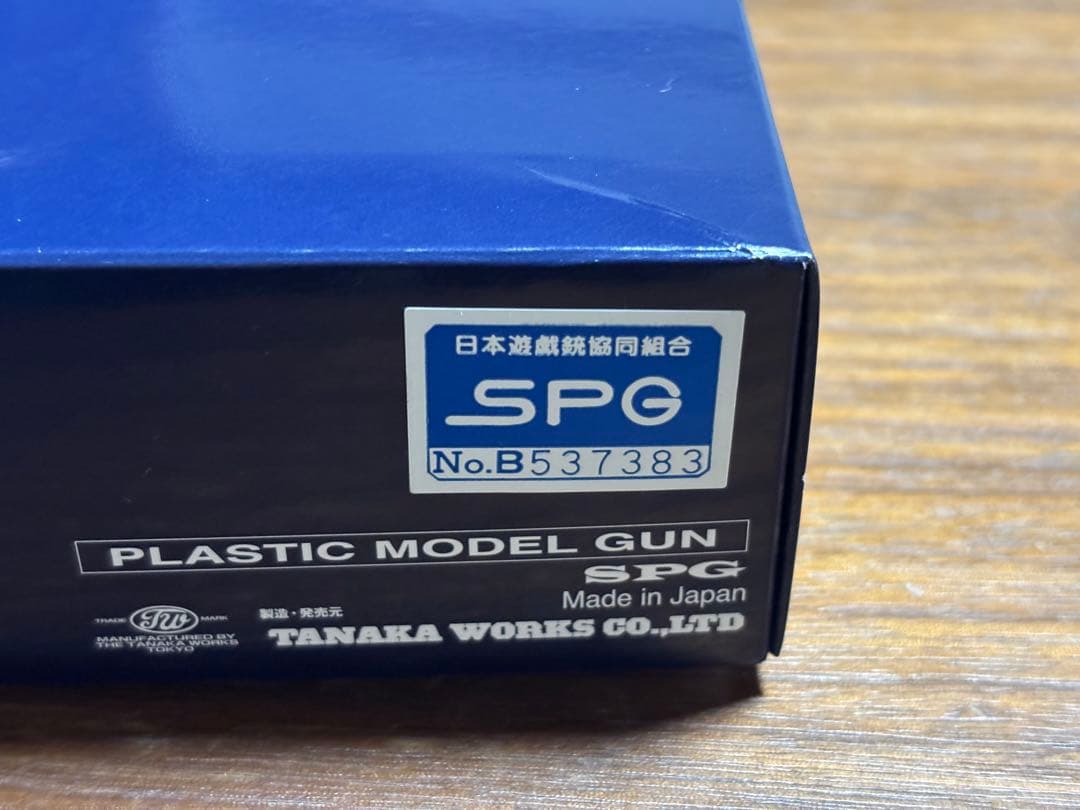 日本遊戯銃協同組合
SPG
No.B537383
PLASTIC MODEL GUN
SPG
Made in Japan
TRADE TW MARK
MANUFACTURED BY
THE TANAKA WORKS
TOKYO
製造・発売元
TANAKA WORKS CO.,LTD